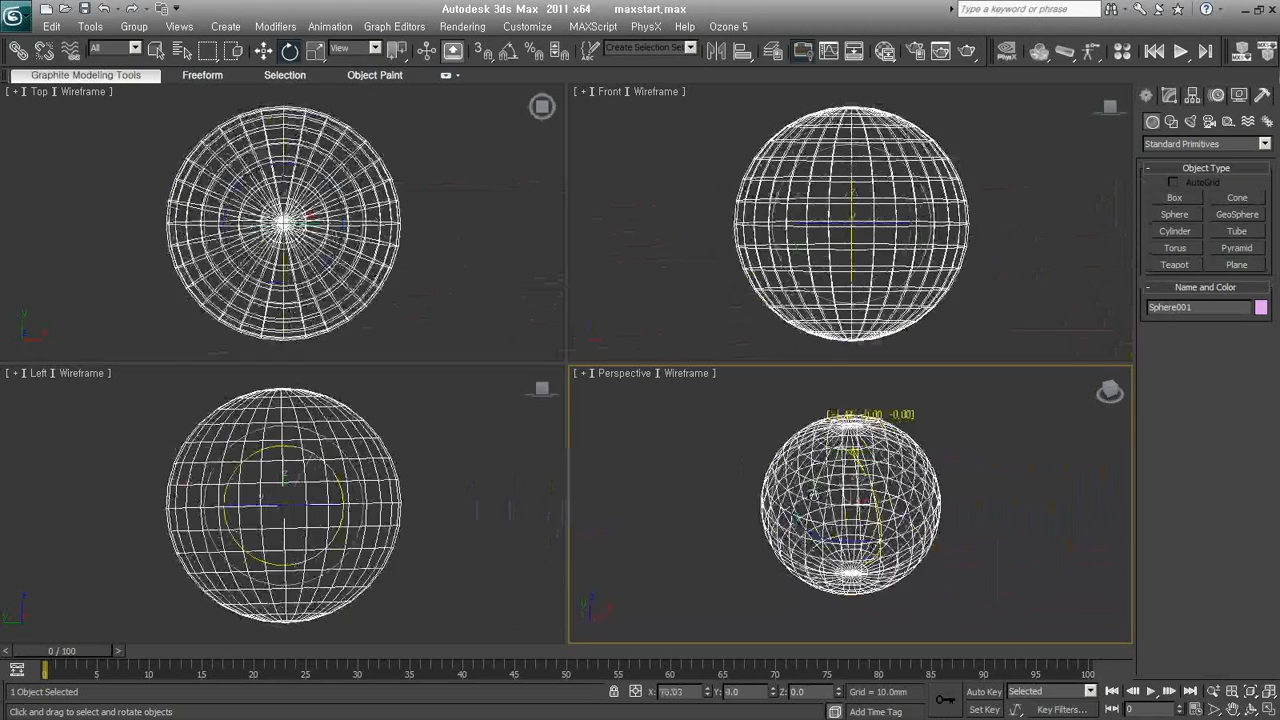 Autodesk 3ds Max 2011 x64 maxstart.max
Type a keyword or phrase
Edit Tools Group Views Create Modifiers Animation Graph Editors Rendering Customize MAXScript PhysX Help Ozone 5
All View Create Selection Set PhysX
Graphite Modeling Tools Freeform Selection Object Paint
[ + ] [ Top ] [ Wireframe ]
[ + ] [ Front ] [ Wireframe ]
Standard Primitives
- Object Type
AutoGrid
Box Cone
Sphere GeoSphere
Cylinder Tube
Torus Pyramid
Teapot Plane
- Name and Color
Sphere001
[ + ] [ Left ] [ Wireframe ]
[ + ] [ Perspective ] [ Wireframe ]
< 0 / 100 >
0 5 10 15 20 25 30 35 40 45 50 55 60 65 70 75 80 85 90 95 100
1 Object Selected X: Y: Z: 0.0 Grid = 10.0mm Auto Key Selected
Click and drag to select and rotate objects Add Time Tag Set Key Key Filters... 0